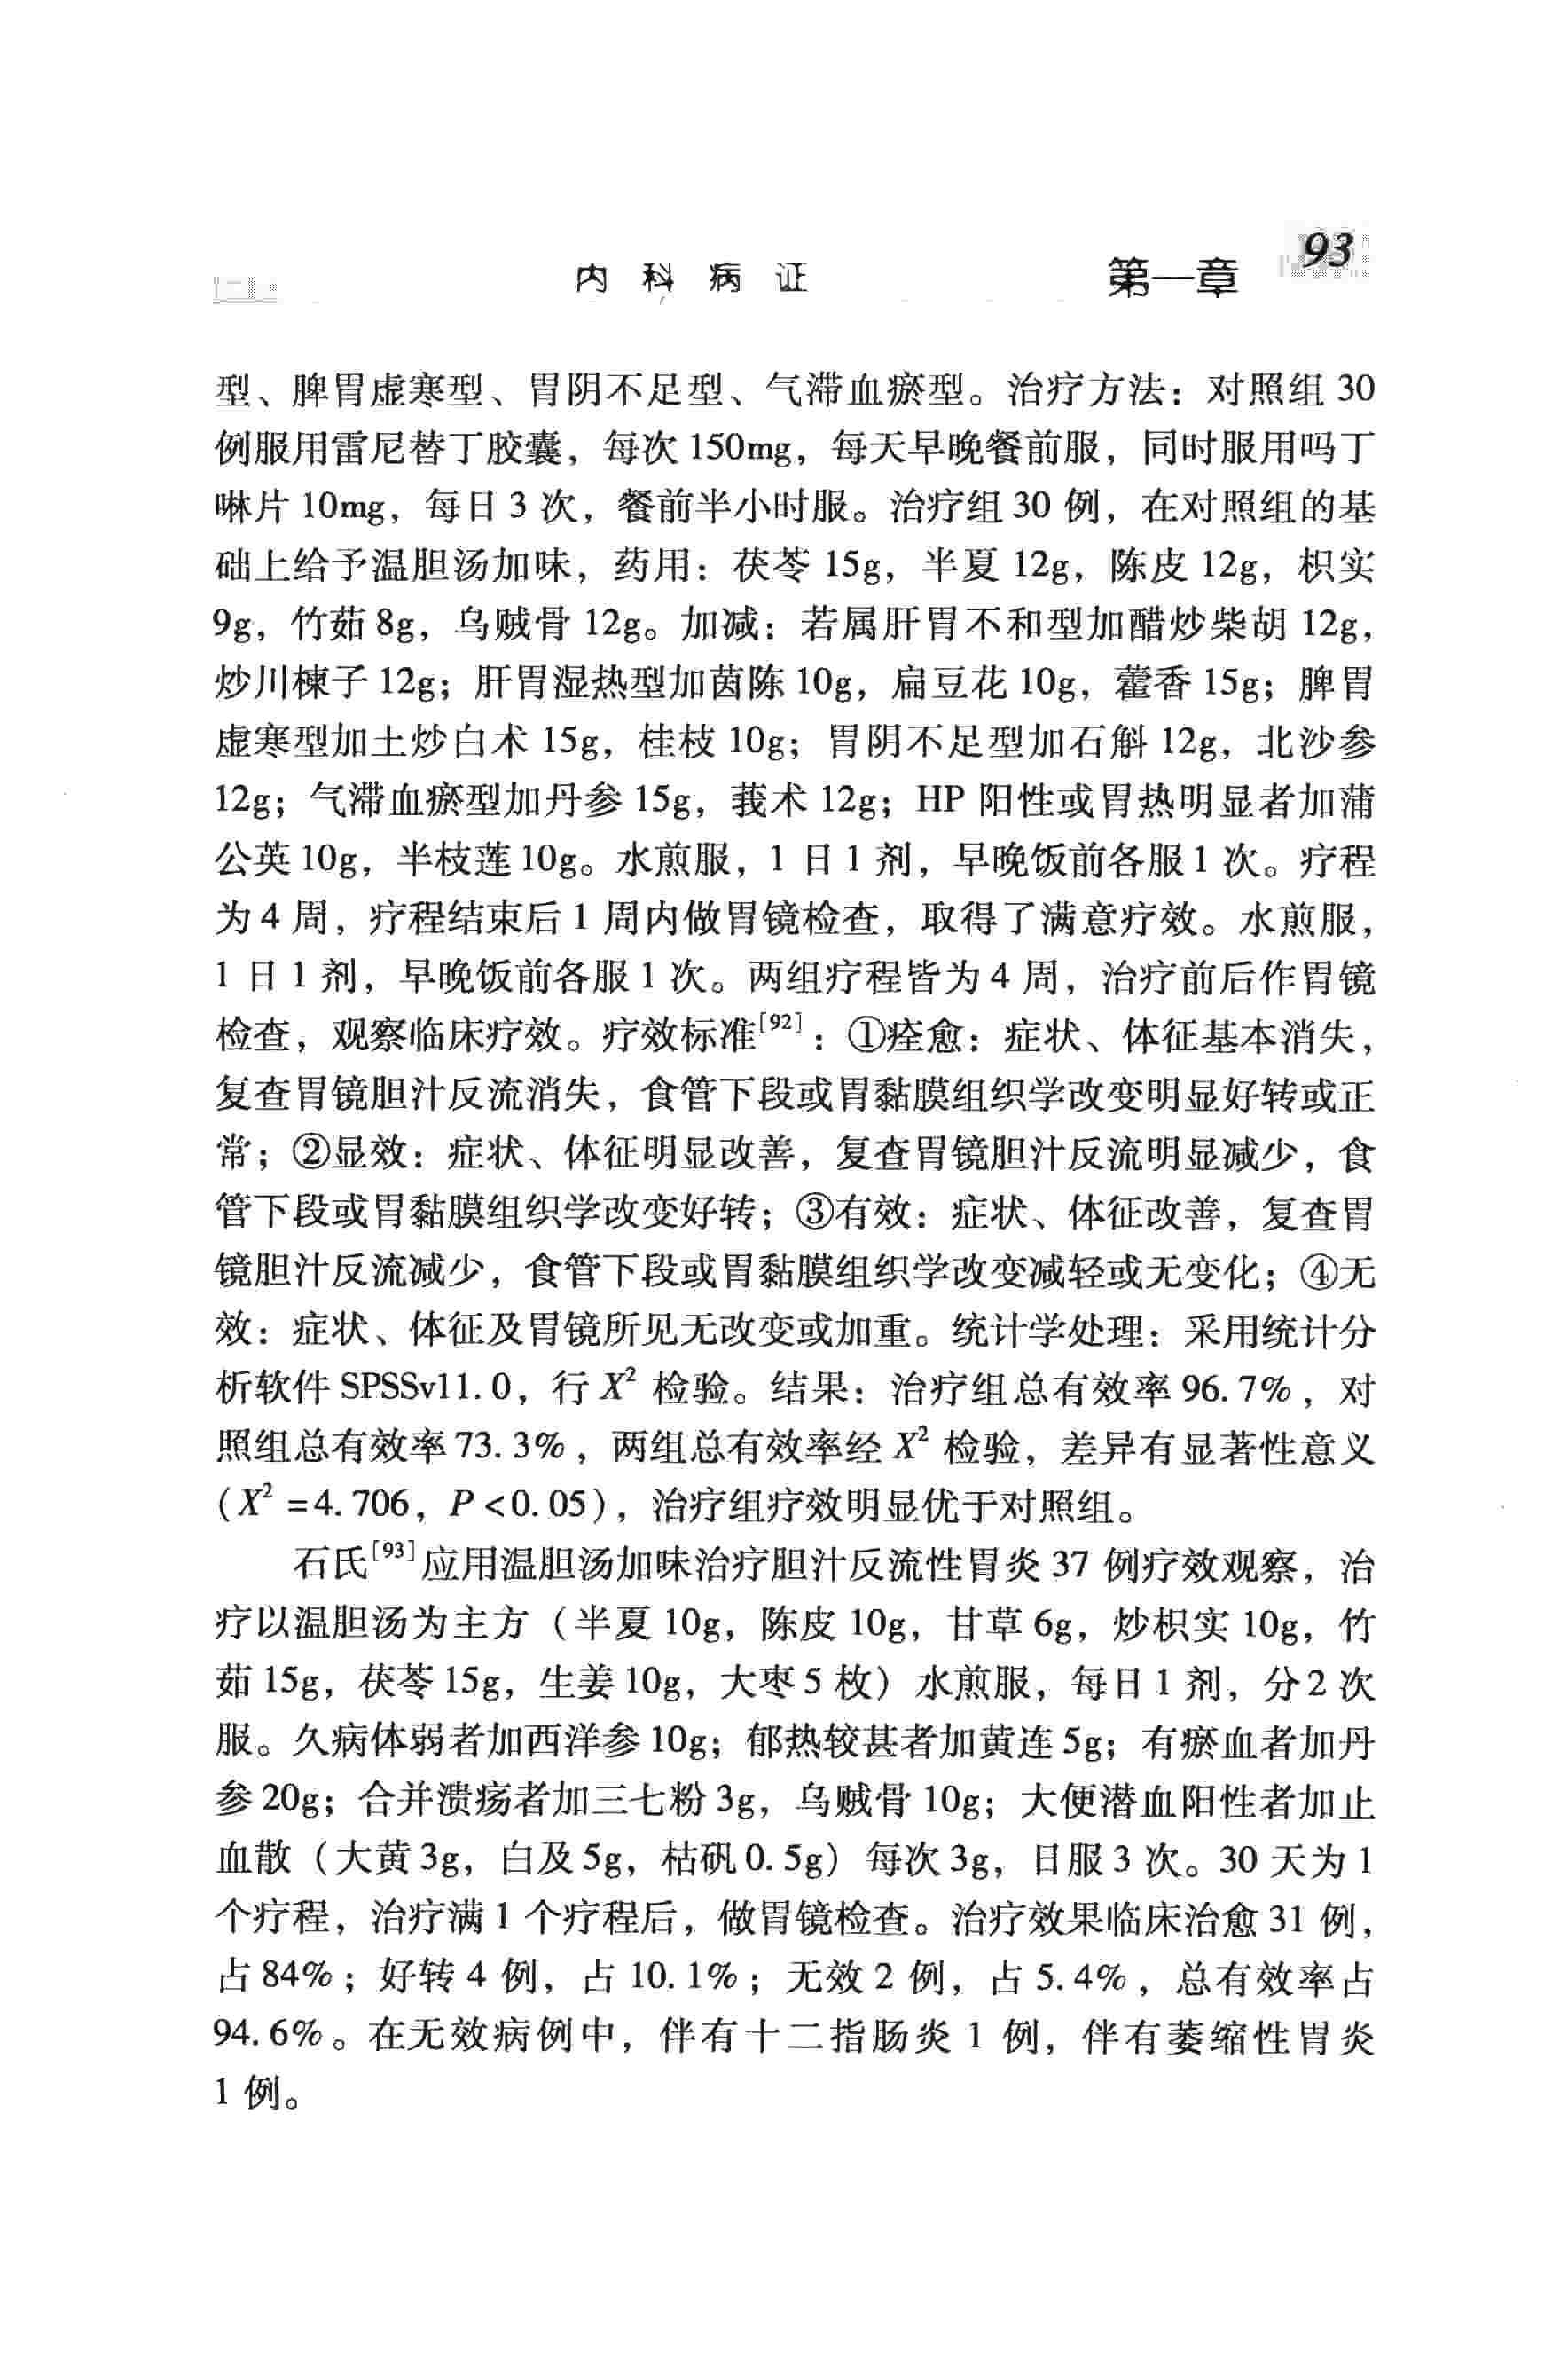 内科病证 第一章 93
型、脾胃虚寒型、胃阴不足型、气滞血瘀型。治疗方法：对照组 30
例服用雷尼替丁胶囊，每次 150mg，每天早晚餐前服，同时服用吗丁
啉片 10mg，每日 3 次，餐前半小时服。治疗组 30 例，在对照组的基
础上给予温胆汤加味，药用：茯苓 15g，半夏 12g，陈皮 12g，枳实
9g，竹茹 8g，乌贼骨 12g。加减：若属肝胃不和型加醋炒柴胡 12g，
炒川楝子 12g；肝胃湿热型加茵陈 10g，扁豆花 10g，藿香 15g；脾胃
虚寒型加土炒白术 15g，桂枝 10g；胃阴不足型加石斛 12g，北沙参
12g；气滞血瘀型加丹参 15g，莪术 12g；HP 阳性或胃热明显者加蒲
公英 10g，半枝莲 10g。水煎服，1 日 1 剂，早晚饭前各服 1 次。疗程
为 4 周，疗程结束后 1 周内做胃镜检查，取得了满意疗效。水煎服，
1 日 1 剂，早晚饭前各服 1 次。两组疗程皆为 4 周，治疗前后作胃镜
检查，观察临床疗效。疗效标准[92]：①痊愈：症状、体征基本消失，
复查胃镜胆汁反流消失，食管下段或胃黏膜组织学改变明显好转或正
常；②显效：症状、体征明显改善，复查胃镜胆汁反流明显减少，食
管下段或胃黏膜组织学改变好转；③有效：症状、体征改善，复查胃
镜胆汁反流减少，食管下段或胃黏膜组织学改变减轻或无变化；④无
效：症状、体征及胃镜所见无改变或加重。统计学处理：采用统计分
析软件 SPSSv11.0，行 X² 检验。结果：治疗组总有效率 96.7%，对
照组总有效率 73.3%，两组总有效率经 X² 检验，差异有显著性意义
（X² =4.706，P<0.05），治疗组疗效明显优于对照组。
石氏[93]应用温胆汤加味治疗胆汁反流性胃炎 37 例疗效观察，治
疗以温胆汤为主方（半夏 10g，陈皮 10g，甘草 6g，炒枳实 10g，竹
茹 15g，茯苓 15g，生姜 10g，大枣 5 枚）水煎服，每日 1 剂，分 2 次
服。久病体弱者加西洋参 10g；郁热较甚者加黄连 5g；有瘀血者加丹
参 20g；合并溃疡者加三七粉 3g，乌贼骨 10g；大便潜血阳性者加止
血散（大黄 3g，白及 5g，枯矾 0.5g）每次 3g，日服 3 次。30 天为 1
个疗程，治疗满 1 个疗程后，做胃镜检查。治疗效果临床治愈 31 例，
占 84%；好转 4 例，占 10.1%；无效 2 例，占 5.4%，总有效率占
94.6%。在无效病例中，伴有十二指肠炎 1 例，伴有萎缩性胃炎
1 例。